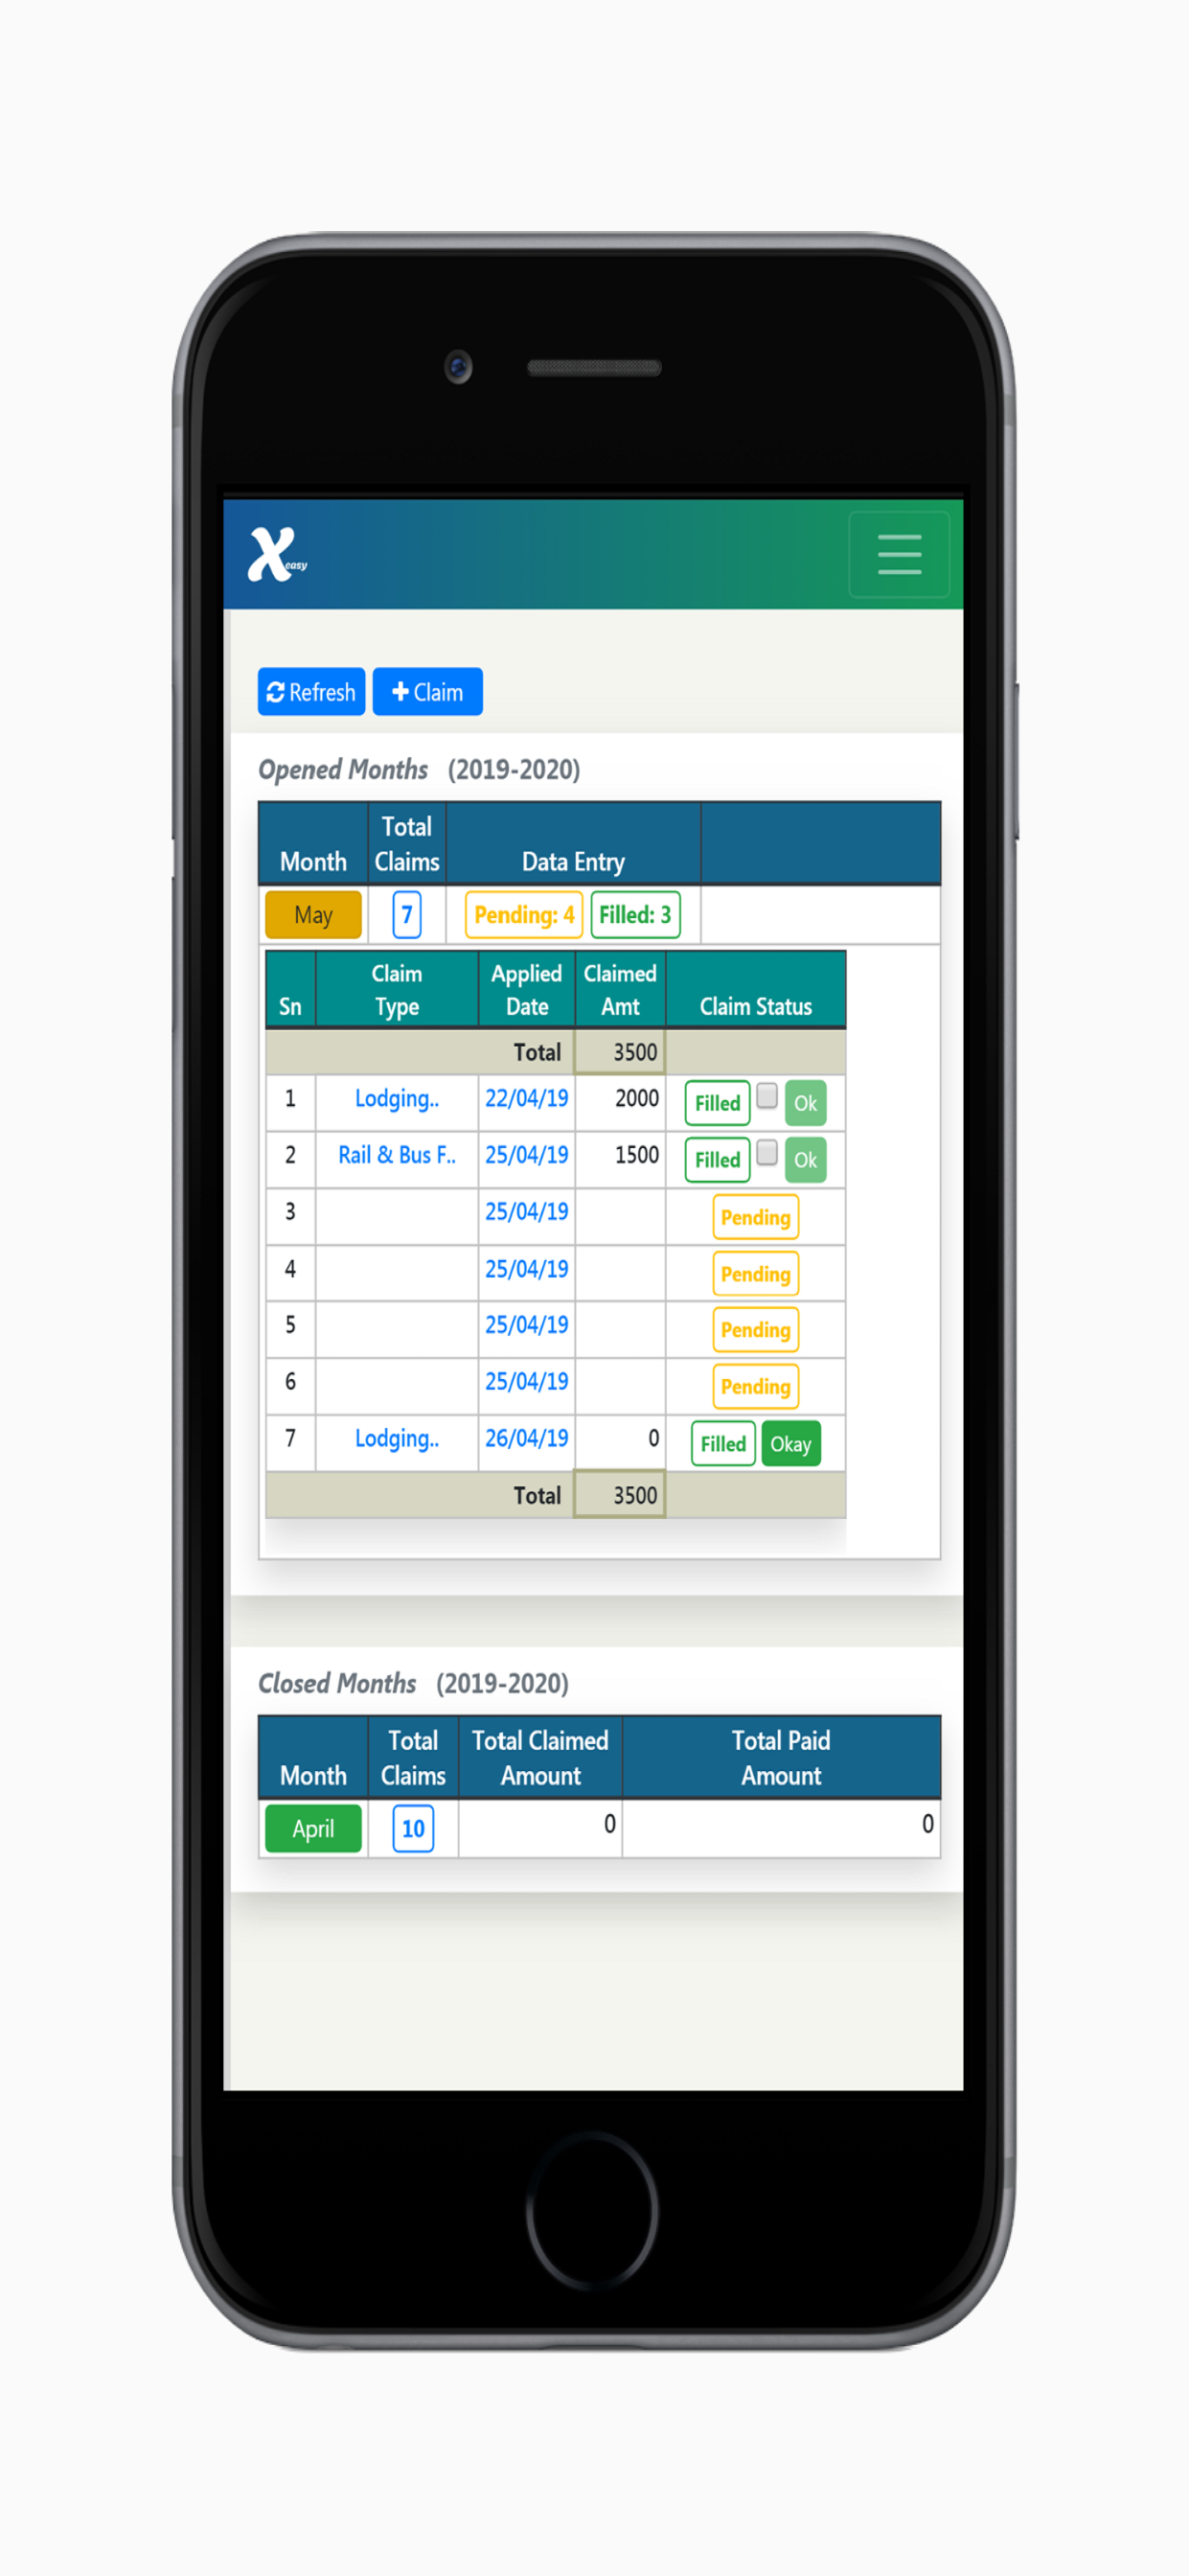 X easy
Refresh Claim
Opened Months (2019-2020)
Month Total Claims Data Entry
May 7 Pending: 4 Filled: 3
Sn Claim Type Applied Date Claimed Amt Claim Status
Total 3500
1 Lodging.. 22/04/19 2000 Filled Ok
2 Rail & Bus F.. 25/04/19 1500 Filled Ok
3 25/04/19 Pending
4 25/04/19 Pending
5 25/04/19 Pending
6 25/04/19 Pending
7 Lodging.. 26/04/19 0 Filled Okay
Total 3500
Closed Months (2019-2020)
Month Total Claims Total Claimed Amount Total Paid Amount
April 10 0 0